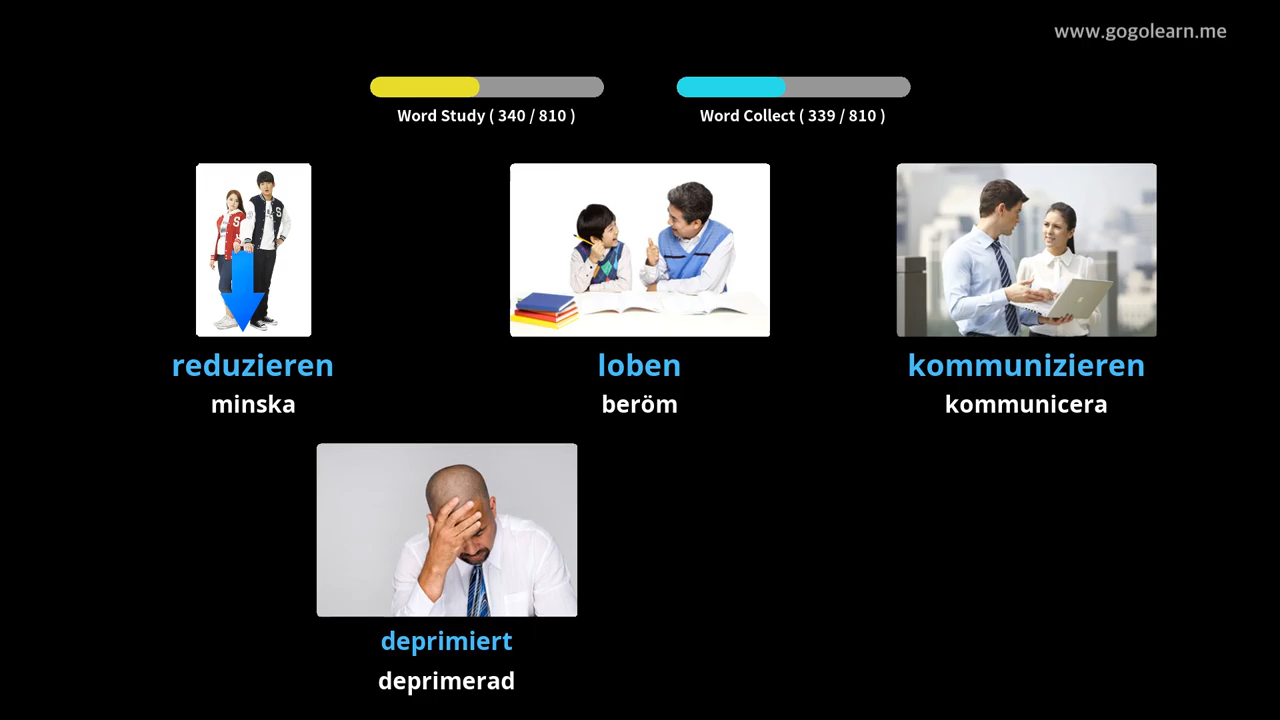 www.gogolearn.me
Word Study ( 340 / 810 )
Word Collect ( 339 / 810 )
S
S
reduzieren
loben
kommunizieren
minska
beröm
kommunicera
deprimiert
deprimerad